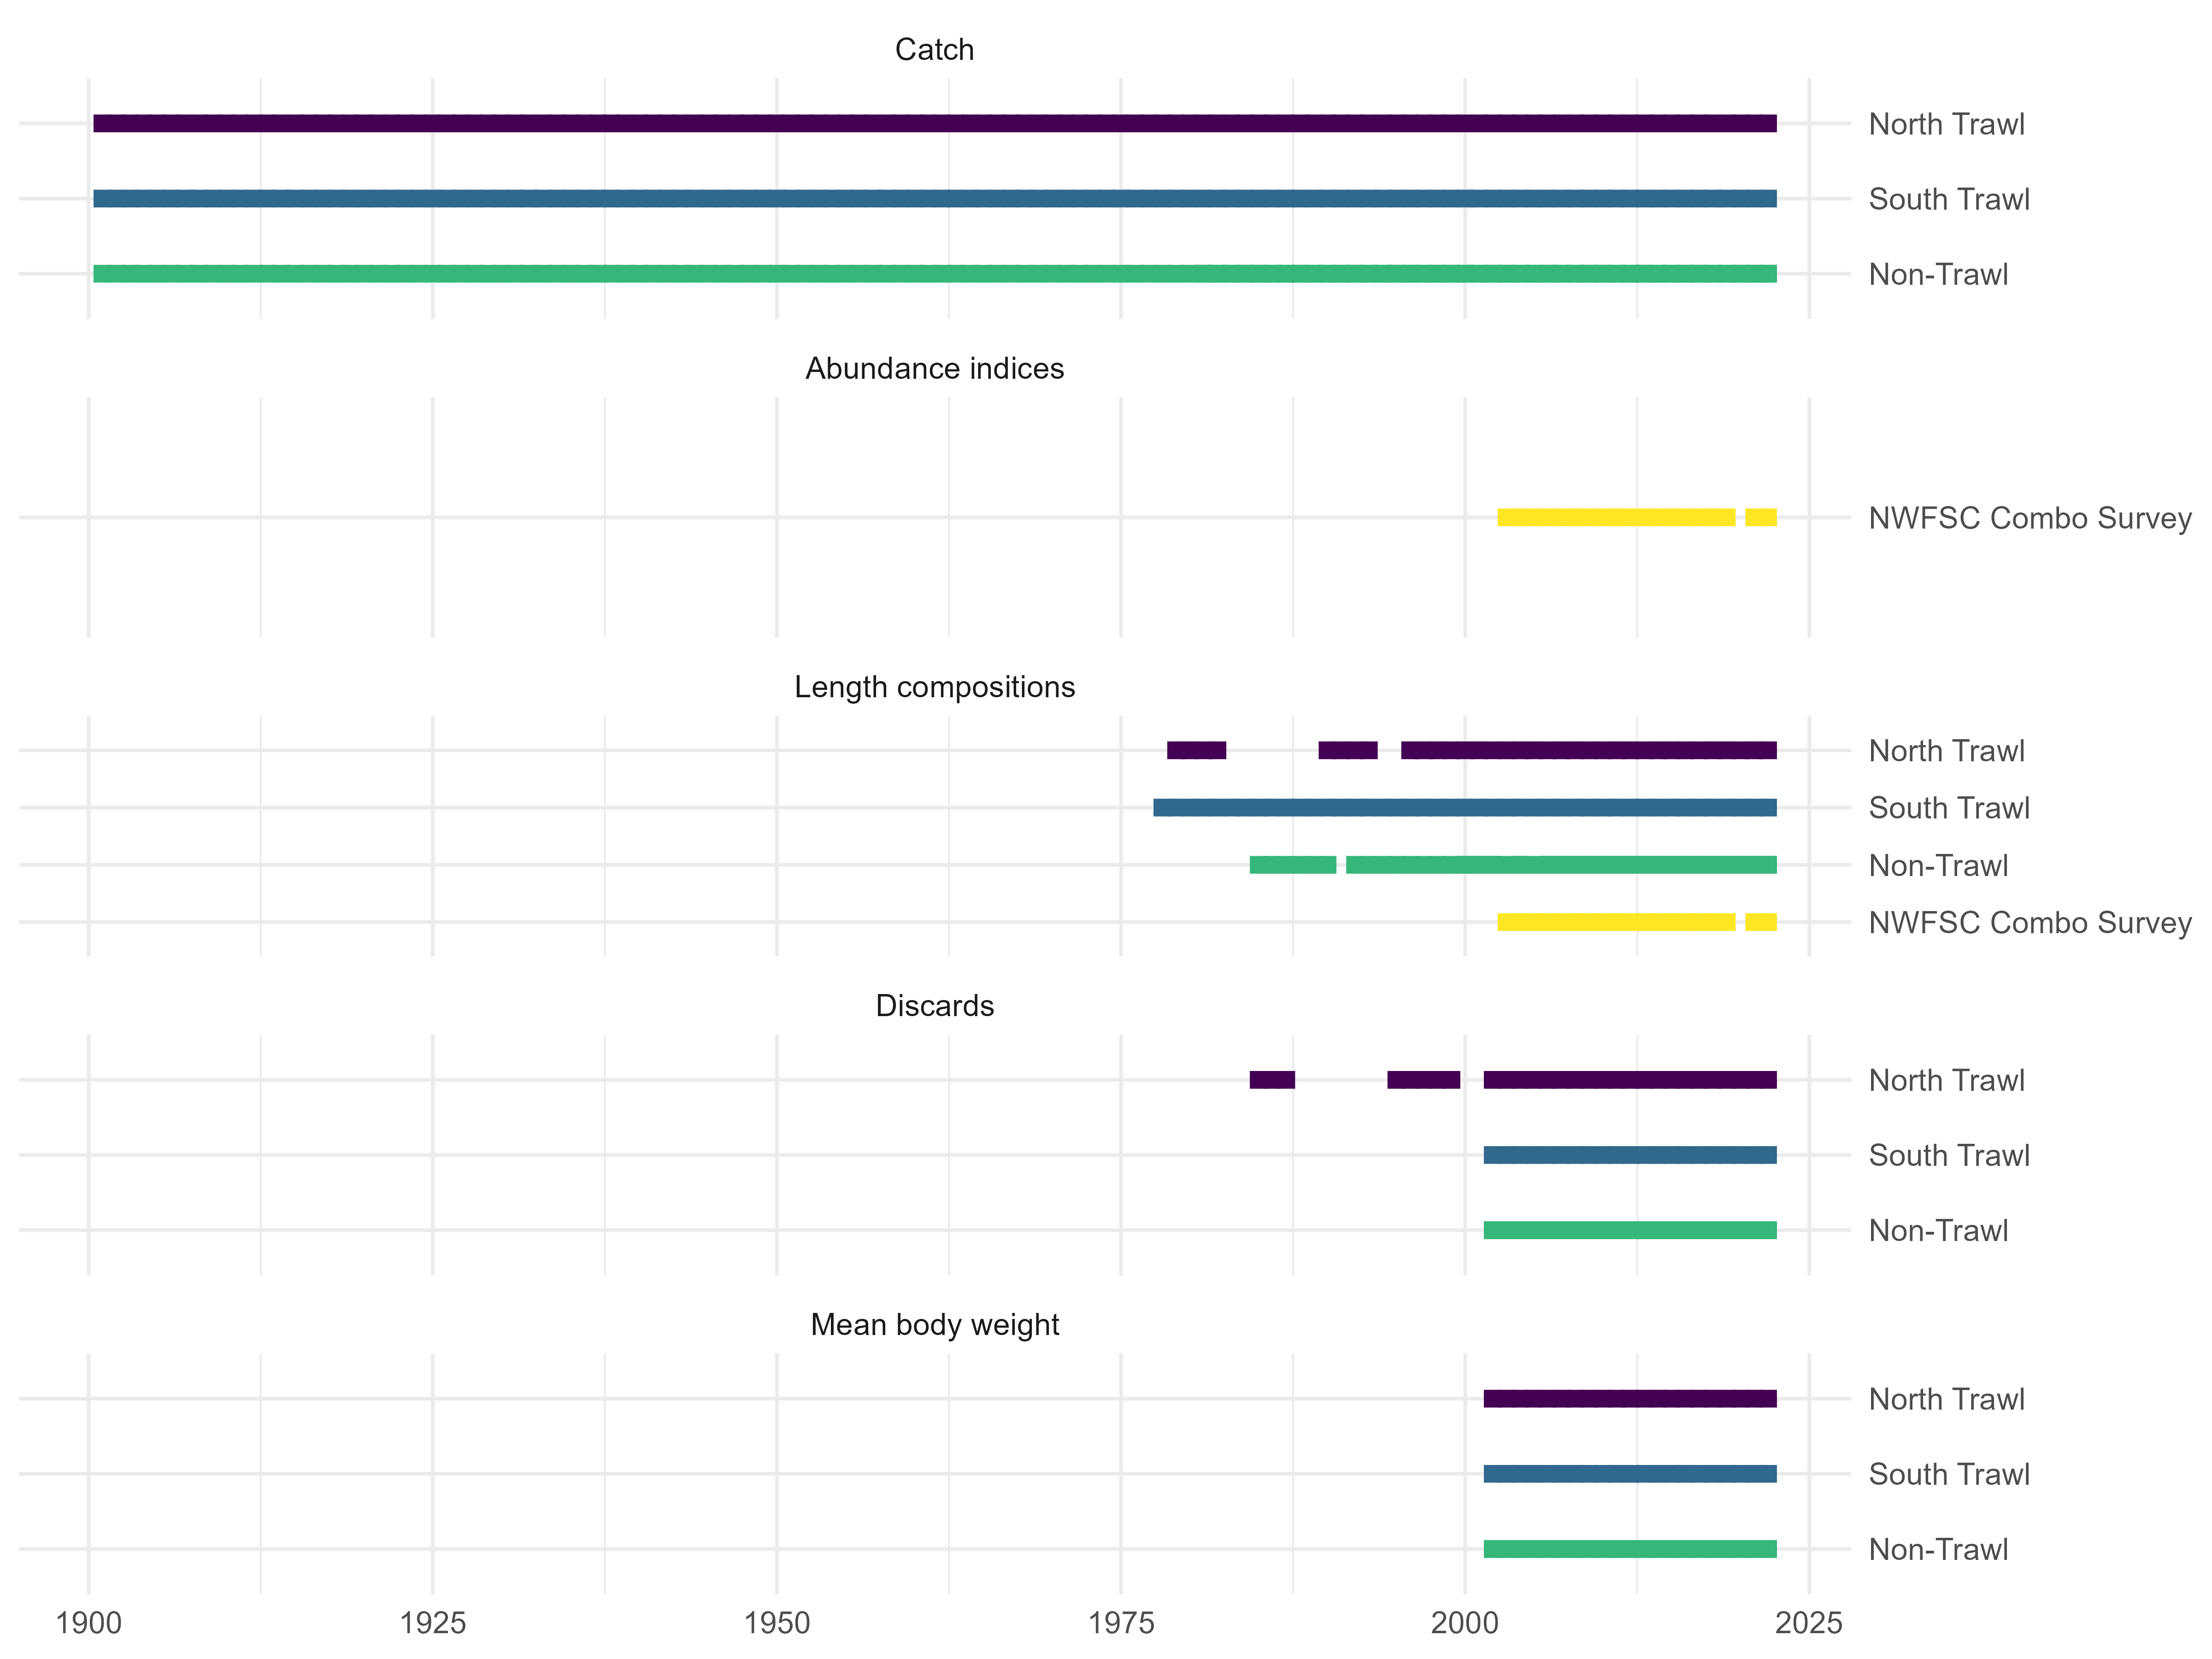 Catch
North Trawl
South Trawl
Non-Trawl
Abundance indices
NWFSC Combo Survey
Length compositions
North Trawl
South Trawl
Non-Trawl
NWFSC Combo Survey
Discards
North Trawl
South Trawl
Non-Trawl
Mean body weight
North Trawl
South Trawl
Non-Trawl
1900 1925 1950 1975 2000 2025